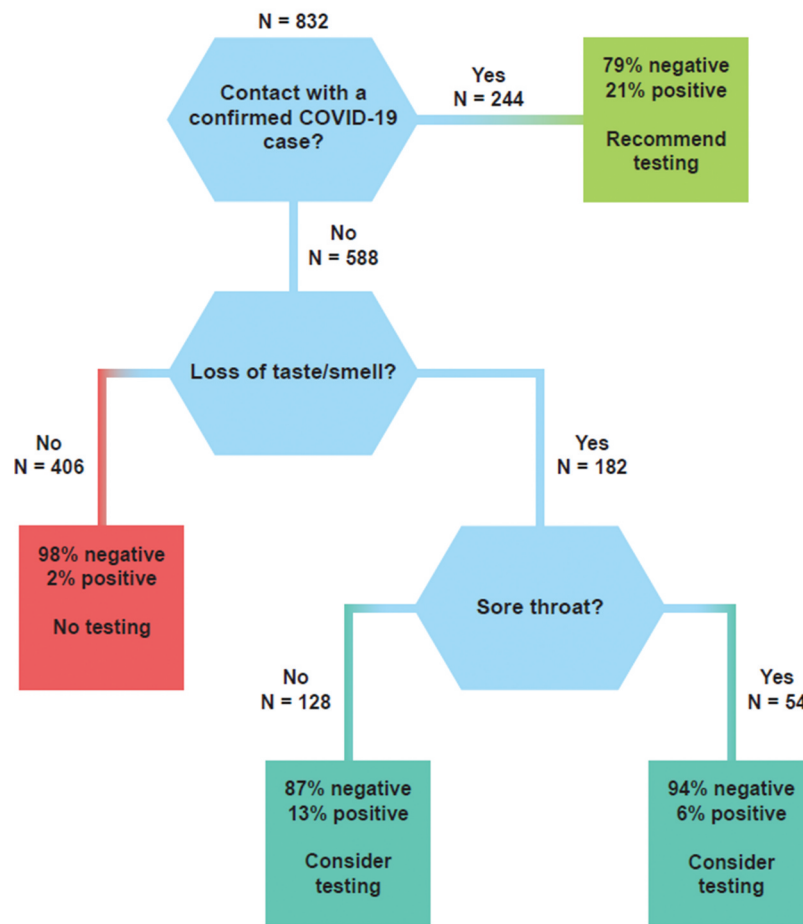 N = 832
Contact with a
confirmed COVID-19
case?
Yes
N = 244
79% negative
21% positive
Recommend
testing
No
N = 588
Loss of taste/smell?
No
N = 406
98% negative
2% positive
No testing
Yes
N = 182
Sore throat?
No
N = 128
87% negative
13% positive
Consider
testing
Yes
N = 54
94% negative
6% positive
Consider
testing